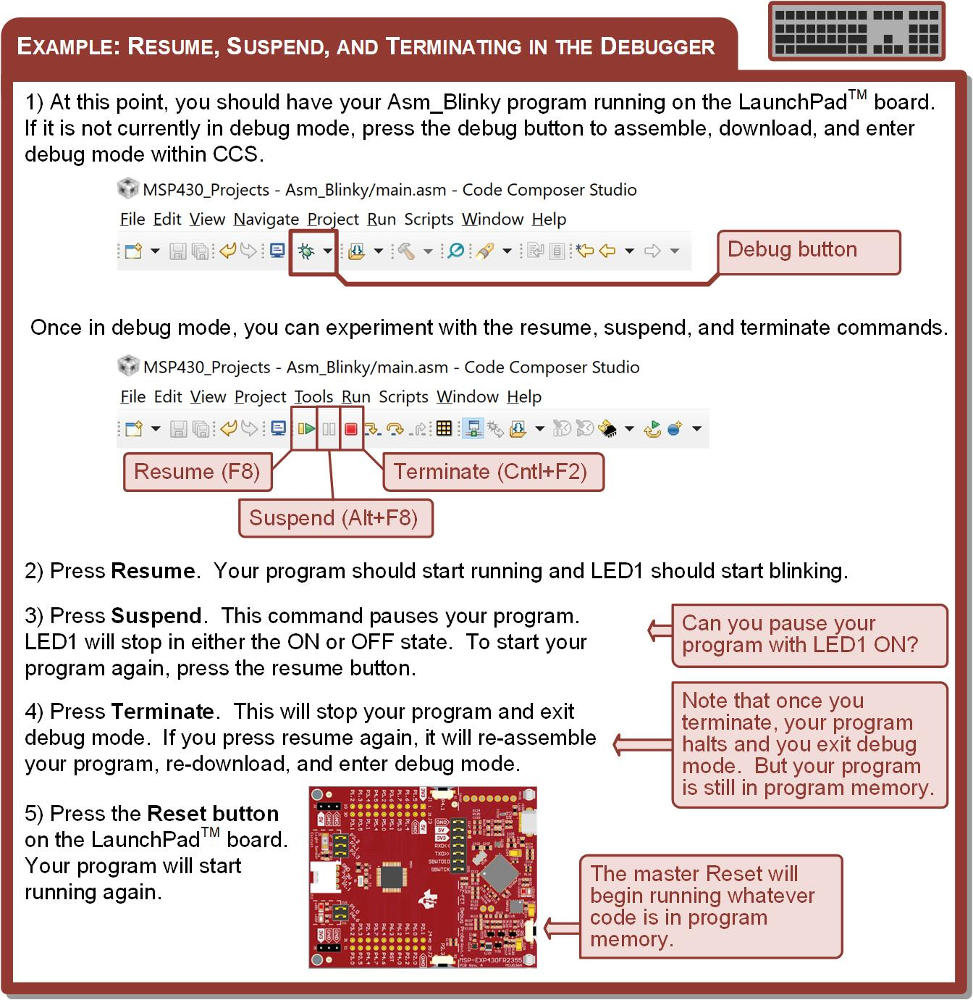 EXAMPLE: RESUME, SUSPEND, AND TERMINATING IN THE DEBUGGER
1) At this point, you should have your Asm_Blinky program running on the LaunchPad™ board.
If it is not currently in debug mode, press the debug button to assemble, download, and enter
debug mode within CCS.
MSP430_Projects - Asm_Blinky/main.asm - Code Composer Studio
File Edit View Navigate Project Run Scripts Window Help
Debug button
Once in debug mode, you can experiment with the resume, suspend, and terminate commands.
MSP430_Projects - Asm_Blinky/main.asm - Code Composer Studio
File Edit View Project Tools Run Scripts Window Help
Resume (F8)
Terminate (Cntl+F2)
Suspend (Alt+F8)
2) Press Resume.  Your program should start running and LED1 should start blinking.
3) Press Suspend.  This command pauses your program.
LED1 will stop in either the ON or OFF state.  To start your
program again, press the resume button.
Can you pause your
program with LED1 ON?
4) Press Terminate.  This will stop your program and exit
debug mode.  If you press resume again, it will re-assemble
your program, re-download, and enter debug mode.
Note that once you
terminate, your program
halts and you exit debug
mode.  But your program
is still in program memory.
5) Press the Reset button
on the LaunchPad™ board.
Your program will start
running again.
GND
5V
3V3
RXD<<
TXD>>
SBWTDIO
SBWTCK
P4.1
P2.3
MSP-EXP430FR2355
The master Reset will
begin running whatever
code is in program
memory.